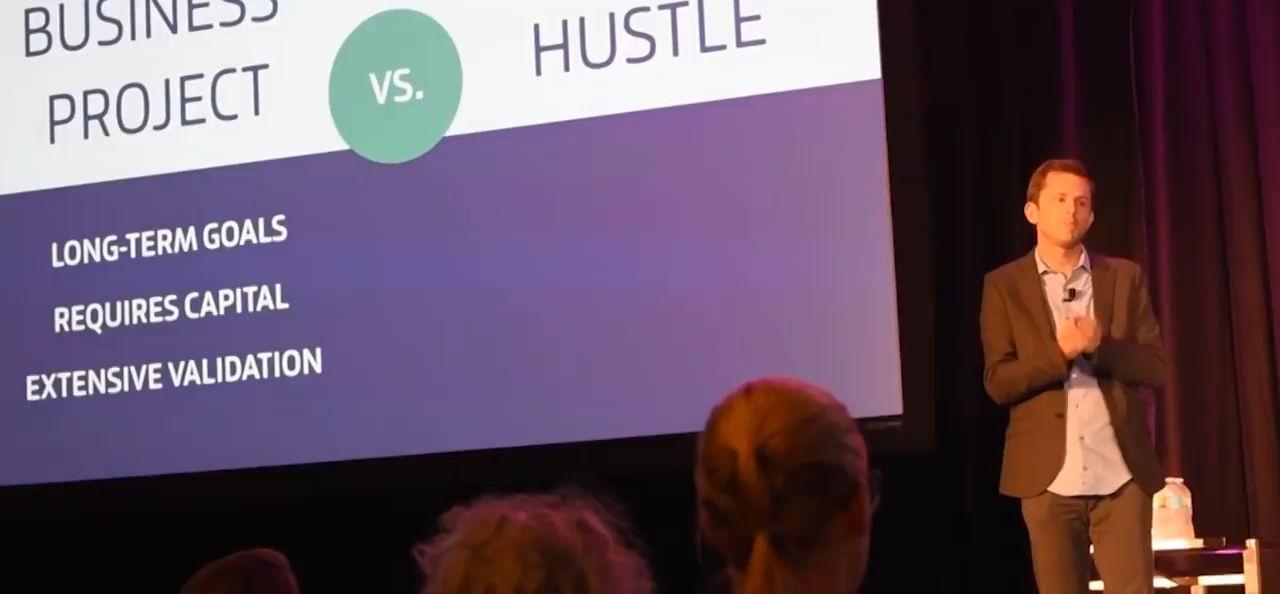 BUSINESS
PROJECT
VS.
HUSTLE
LONG-TERM GOALS
REQUIRES CAPITAL
EXTENSIVE VALIDATION